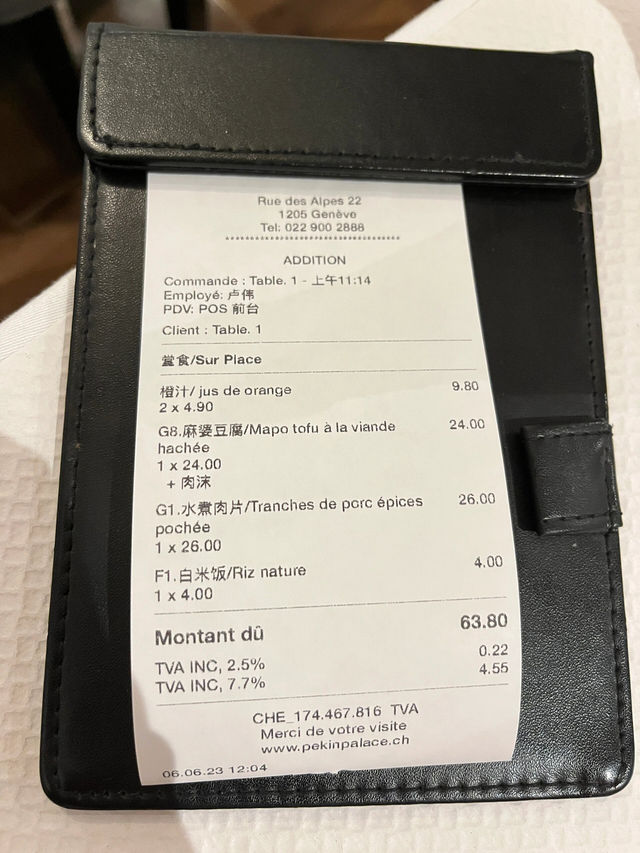 Rue des Alpes 22
1205 Genève
Tel: 022 900 2888
****************************************
ADDITION
Commande : Table. 1 - 上午11:14
Employé: 卢伟
PDV: POS 前台
Client : Table. 1
堂食/Sur Place
橙汁/ jus de orange 9.80
2 x 4.90
G8.麻婆豆腐/Mapo tofu à la viande 24.00
hachée
1 x 24.00
+ 肉沫
G1.水煮肉片/Tranches de porc épices 26.00
pochée
1 x 26.00
F1.白米饭/Riz nature 4.00
1 x 4.00
Montant dû 63.80
TVA INC, 2.5% 0.22
TVA INC, 7.7% 4.55
CHE_174.467.816 TVA
Merci de votre visite
www.pekinpalace.ch
06.06.23 12:04